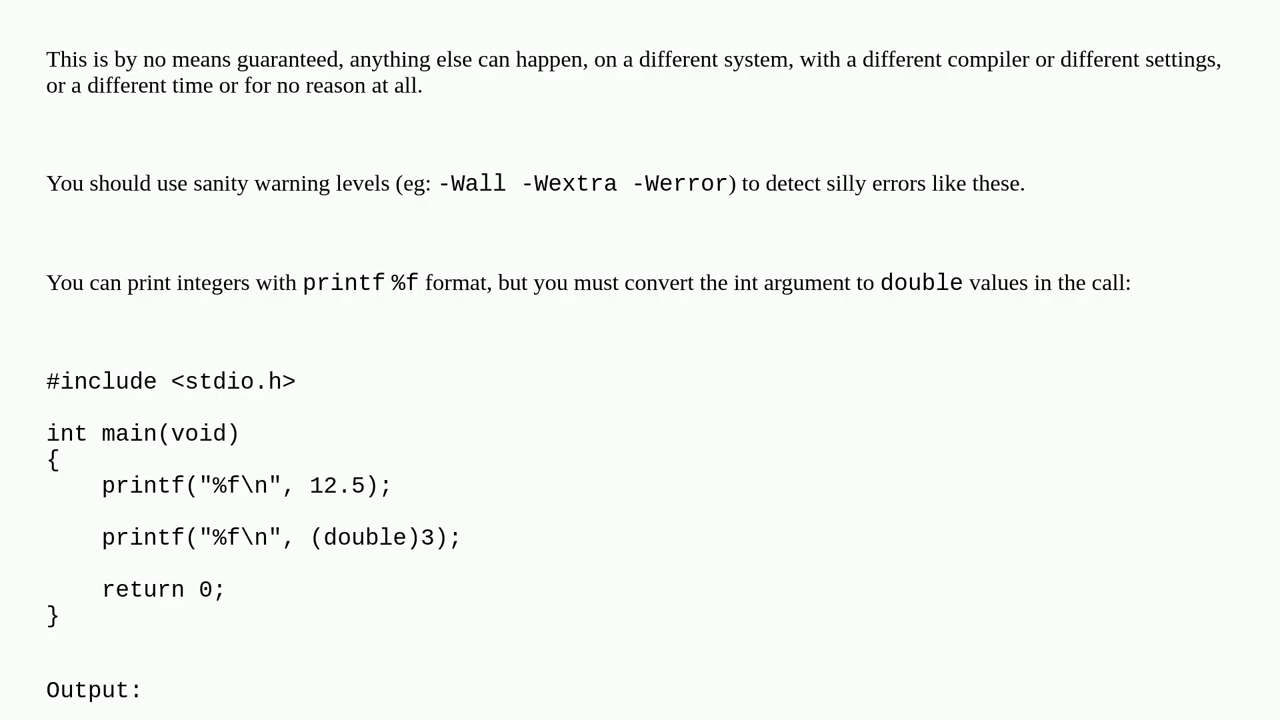 This is by no means guaranteed, anything else can happen, on a different system, with a different compiler or different settings,
or a different time or for no reason at all.
You should use sanity warning levels (eg: -Wall -Wextra -Werror) to detect silly errors like these.
You can print integers with printf %f format, but you must convert the int argument to double values in the call:
#include <stdio.h>
int main(void)
{
    printf("%f\n", 12.5);
    printf("%f\n", (double)3);
    return 0;
}
Output: